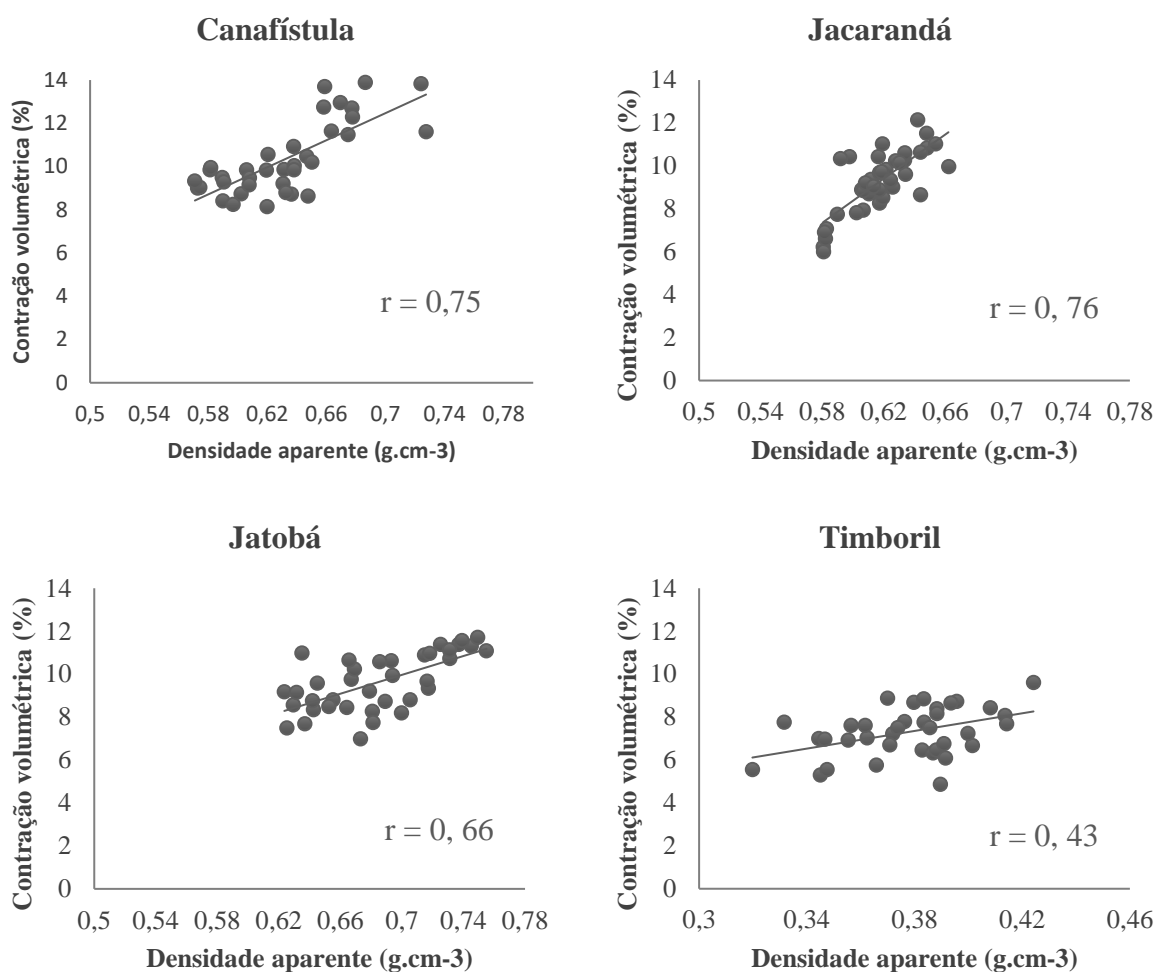 Canafístula
Contração volumétrica (%)
14
12
10
8
6
4
2
0
r = 0,75
0,5 0,54 0,58 0,62 0,66 0,7 0,74 0,78
Densidade aparente (g.cm-3)
Jacarandá
Contração volumétrica (%)
14
12
10
8
6
4
2
0
r = 0, 76
0,5 0,54 0,58 0,62 0,66 0,7 0,74 0,78
Densidade aparente (g.cm-3)
Jatobá
Contração volumétrica (%)
14
12
10
8
6
4
2
0
r = 0, 66
0,5 0,54 0,58 0,62 0,66 0,7 0,74 0,78
Densidade aparente (g.cm-3)
Timboril
Contração volumétrica (%)
14
12
10
8
6
4
2
0
r = 0, 43
0,3 0,34 0,38 0,42 0,46
Densidade aparente (g.cm-3)